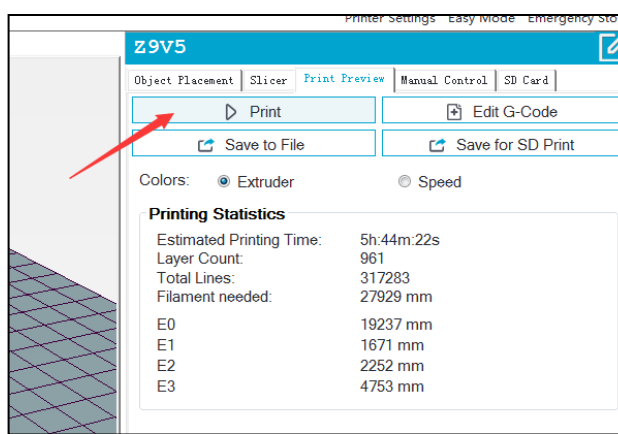 Printer Settings Easy Mode Emergency Sto
Z9V5
Object Placement Slicer Print Preview Manual Control SD Card
Print Edit G-Code
Save to File Save for SD Print
Colors: Extruder Speed
Printing Statistics
Estimated Printing Time: 5h:44m:22s
Layer Count: 961
Total Lines: 317283
Filament needed: 27929 mm
E0 19237 mm
E1 1671 mm
E2 2252 mm
E3 4753 mm